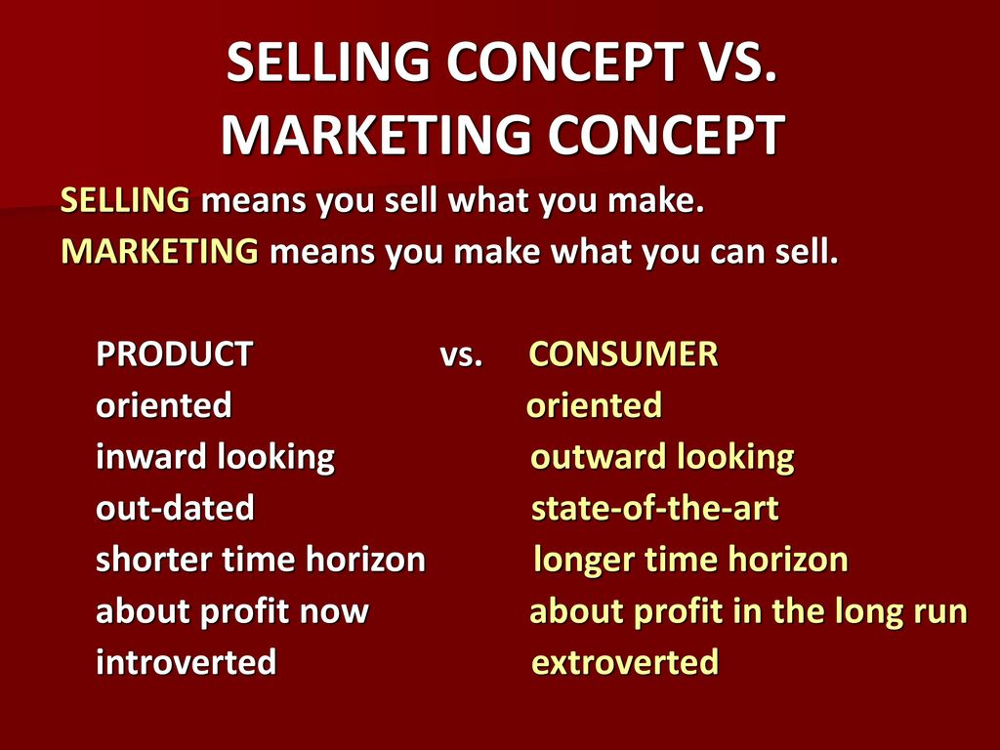 SELLING CONCEPT VS.
MARKETING CONCEPT
SELLING means you sell what you make.
MARKETING means you make what you can sell.
PRODUCT vs. CONSUMER
oriented oriented
inward looking outward looking
out-dated state-of-the-art
shorter time horizon longer time horizon
about profit now about profit in the long run
introverted extroverted